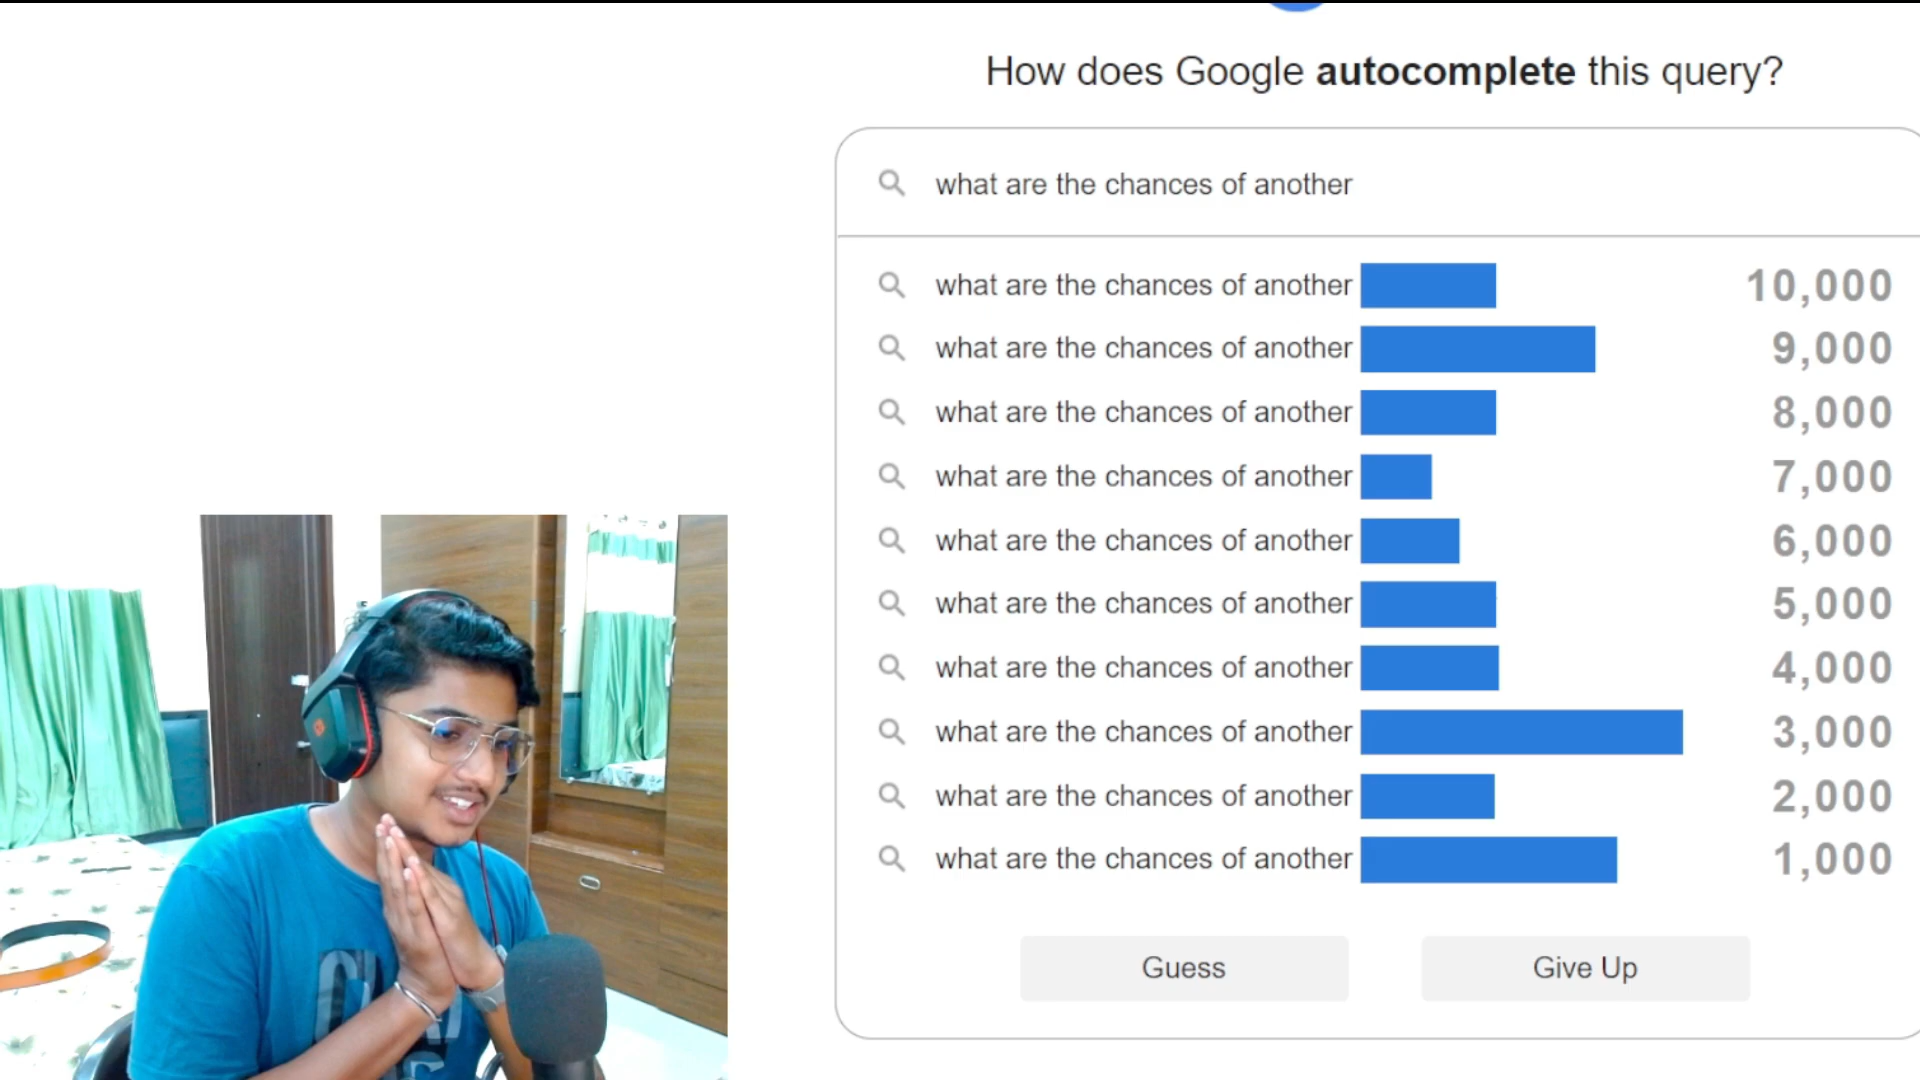 How does Google autocomplete this query?
what are the chances of another
what are the chances of another 10,000
what are the chances of another 9,000
what are the chances of another 8,000
what are the chances of another 7,000
what are the chances of another 6,000
what are the chances of another 5,000
what are the chances of another 4,000
what are the chances of another 3,000
what are the chances of another 2,000
what are the chances of another 1,000
Guess Give Up